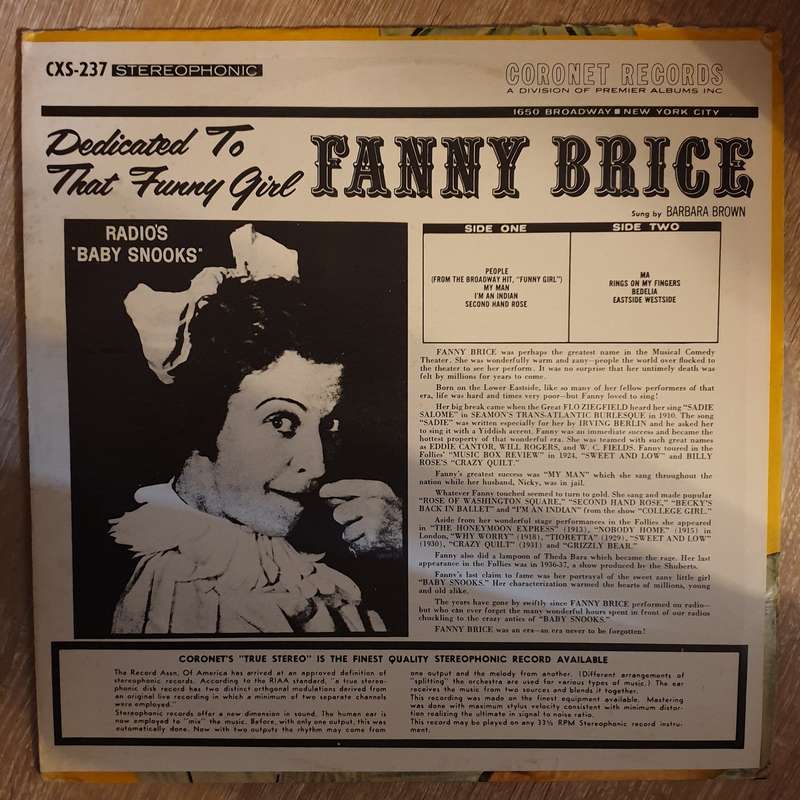 CXS-237 STEREOPHONIC
CORONET RECORDS
A DIVISION OF PREMIER ALBUMS INC
1650 BROADWAY ■ NEW YORK CITY
Dedicated To
That Funny Girl FANNY BRICE
Sung by BARBARA BROWN
RADIO'S
"BABY SNOOKS"
SIDE ONE
PEOPLE
(FROM THE BROADWAY HIT, "FUNNY GIRL")
MY MAN
I'M AN INDIAN
SECOND HAND ROSE
SIDE TWO
MA
RINGS ON MY FINGERS
BEDELIA
EASTSIDE WESTSIDE
FANNY BRICE was perhaps the greatest name in the Musical Comedy
Theater. She was wonderfully warm and zany—people the world over flocked to
the theater to see her perform. It was no surprise that her untimely death was
felt by millions for years to come.
Born on the Lower Eastside, like so many of her fellow performers of that
era, life was hard and times very poor—but Fanny loved to sing!
Her big break came when the Great FLO ZIEGFIELD heard her sing "SADIE
SALOME" in SEAMON'S TRANS-ATLANTIC BURLESQUE in 1910. The song
"SADIE" was written especially for her by IRVING BERLIN and he asked her
to sing it with a Yiddish accent. Fanny was an immediate success and became the
hottest property of that wonderful era. She was teamed with such great names
as EDDIE CANTOR, WILL ROGERS, and W. C. FIELDS. Fanny toured in the
Follies' "MUSIC BOX REVIEW" in 1924, "SWEET AND LOW" and BILLY
ROSE'S "CRAZY QUILT."
Fanny's greatest success was "MY MAN" which she sang throughout the
nation while her husband, Nicky, was in jail.
Whatever Fanny touched seemed to turn to gold. She sang and made popular
"ROSE OF WASHINGTON SQUARE," "SECOND HAND ROSE," "BECKY'S
BACK IN BALLET" and "I'M AN INDIAN" from the show "COLLEGE GIRL."
Aside from her wonderful stage performances in the Follies she appeared
in "THE HONEYMOON EXPRESS" (1913), "NOBODY HOME" (1915) in
London, "WHY WORRY" (1918), "TIORETTA" (1929), "SWEET AND LOW"
(1930), "CRAZY QUILT" (1931) and "GRIZZLY BEAR."
Fanny also did a lampoon of Theda Bara which became the rage. Her last
appearance in the Follies was in 1936-37, a show produced by the Shuberts.
Fanny's last claim to fame was her portrayal of the sweet zany little girl
"BABY SNOOKS." Her characterization warmed the hearts of millions, young
and old alike.
The years have gone by swiftly since FANNY BRICE performed on radio—
but who can ever forget the many wonderful hours spent in front of our radios
chuckling to the crazy antics of "BABY SNOOKS."
FANNY BRICE was an era—an era never to be forgotten!
CORONET'S "TRUE STEREO" IS THE FINEST QUALITY STEREOPHONIC RECORD AVAILABLE
The Record Assn. Of America has arrived at an approved definition of
stereophonic records. According to the RIAA standard, "a true stereo-
phonic disk record has two distinct orthogonal modulations derived from
an original live recording in which a minimum of two separate channels
were employed."
Stereophonic records offer a new dimension in sound. The human ear is
now employed to "mix" the music. Before, with only one output, this was
automatically done. Now with two outputs the rhythm may come from
one output and the melody from another. (Different arrangements of
"splitting" the orchestra are used for various types of music.) The ear
receives the music from two sources and blends it together.
This recording was made on the finest equipment available. Mastering
was done with maximum stylus velocity consistent with minimum distor-
tion realizing the ultimate in signal to noise ratio.
This record may be played on any 33⅓ RPM Stereophonic record instru-
ment.